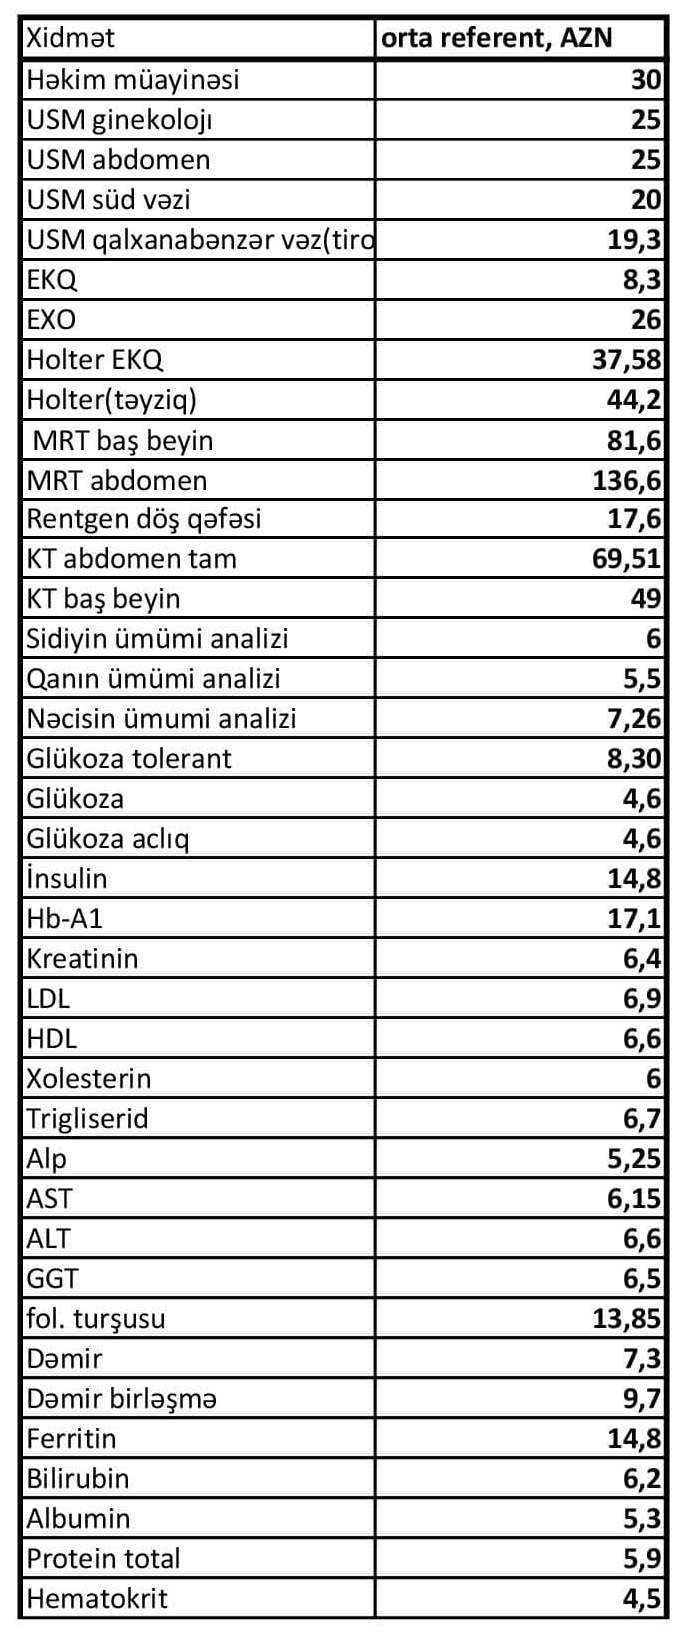 Xidmət orta referent, AZN
Həkim müayinəsi 30
USM ginekolojı 25
USM abdomen 25
USM süd vəzi 20
USM qalxanabənzər vəz(tiro 19,3
EKQ 8,3
EXO 26
Holter EKQ 37,58
Holter(təyziq) 44,2
MRT baş beyin 81,6
MRT abdomen 136,6
Rentgen döş qəfəsi 17,6
KT abdomen tam 69,51
KT baş beyin 49
Sidiyin ümümi analizi 6
Qanın ümümi analizi 5,5
Nəcisin ümumi analizi 7,26
Glükoza tolerant 8,30
Glükoza 4,6
Glükoza aclıq 4,6
İnsulin 14,8
Hb-A1 17,1
Kreatinin 6,4
LDL 6,9
HDL 6,6
Xolesterin 6
Trigliserid 6,7
Alp 5,25
AST 6,15
ALT 6,6
GGT 6,5
fol. turşusu 13,85
Dəmir 7,3
Dəmir birləşmə 9,7
Ferritin 14,8
Bilirubin 6,2
Albumin 5,3
Protein total 5,9
Hematokrit 4,5